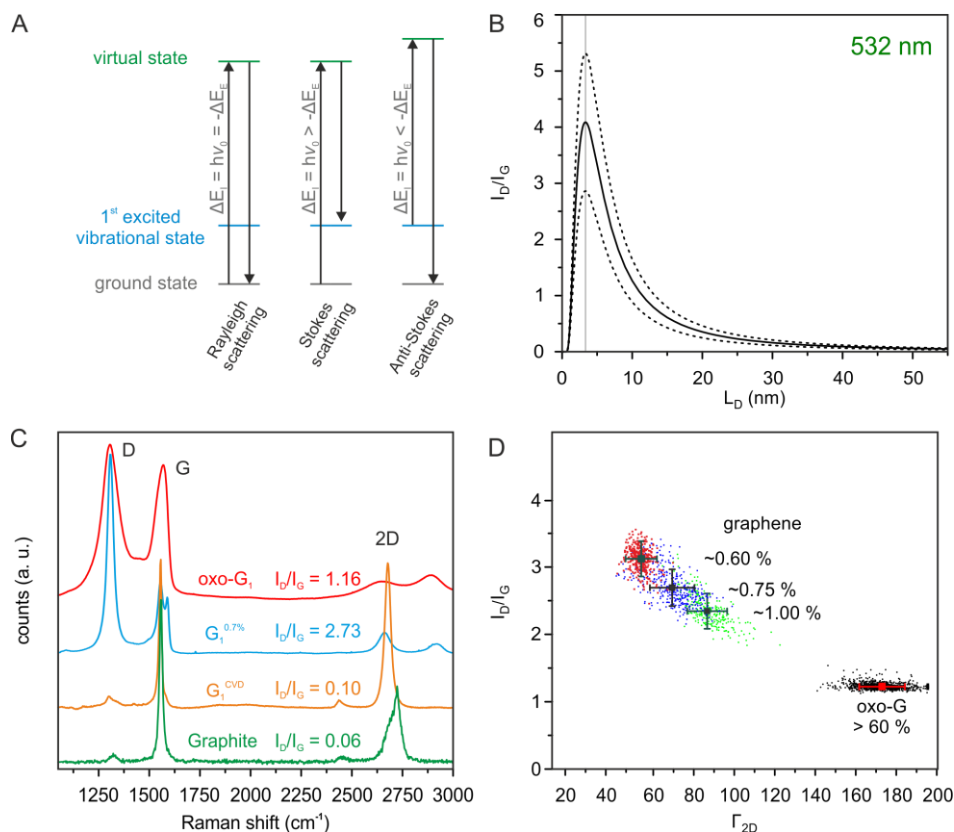 A
virtual state
1st excited
vibrational state
ground state
ΔE_I = hν_0 = -ΔE_E
ΔE_I = hν_0 > -ΔE_E
ΔE_I = hν_0 < -ΔE_E
Rayleigh
scattering
Stokes
scattering
Anti-Stokes
scattering
B
532 nm
I_D/I_G
6
5
4
3
2
1
0
0 10 20 30 40 50
L_D (nm)
C
D
G
2D
oxo-G_1 I_D/I_G = 1.16
G_1^0.7% I_D/I_G = 2.73
G_1^CVD I_D/I_G = 0.10
Graphite I_D/I_G = 0.06
counts (a. u.)
1250 1500 1750 2000 2250 2500 2750 3000
Raman shift (cm⁻¹)
D
I_D/I_G
4
3
2
1
0
graphene
~0.60 %
~0.75 %
~1.00 %
oxo-G
> 60 %
20 40 60 80 100 120 140 160 180 200
Γ_2D